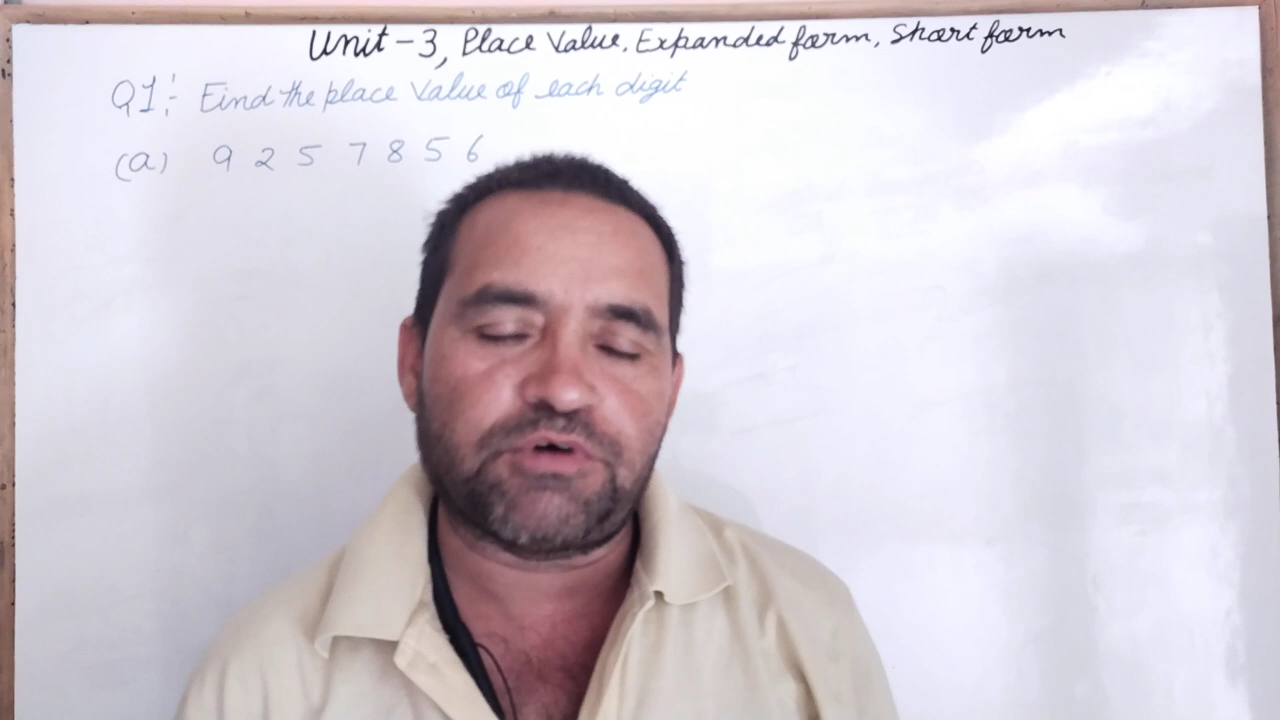 Unit-3, Place Value, Expanded form, Short form
Q1:- Find the place value of each digit
(a) 9 2 5 7 8 5 6